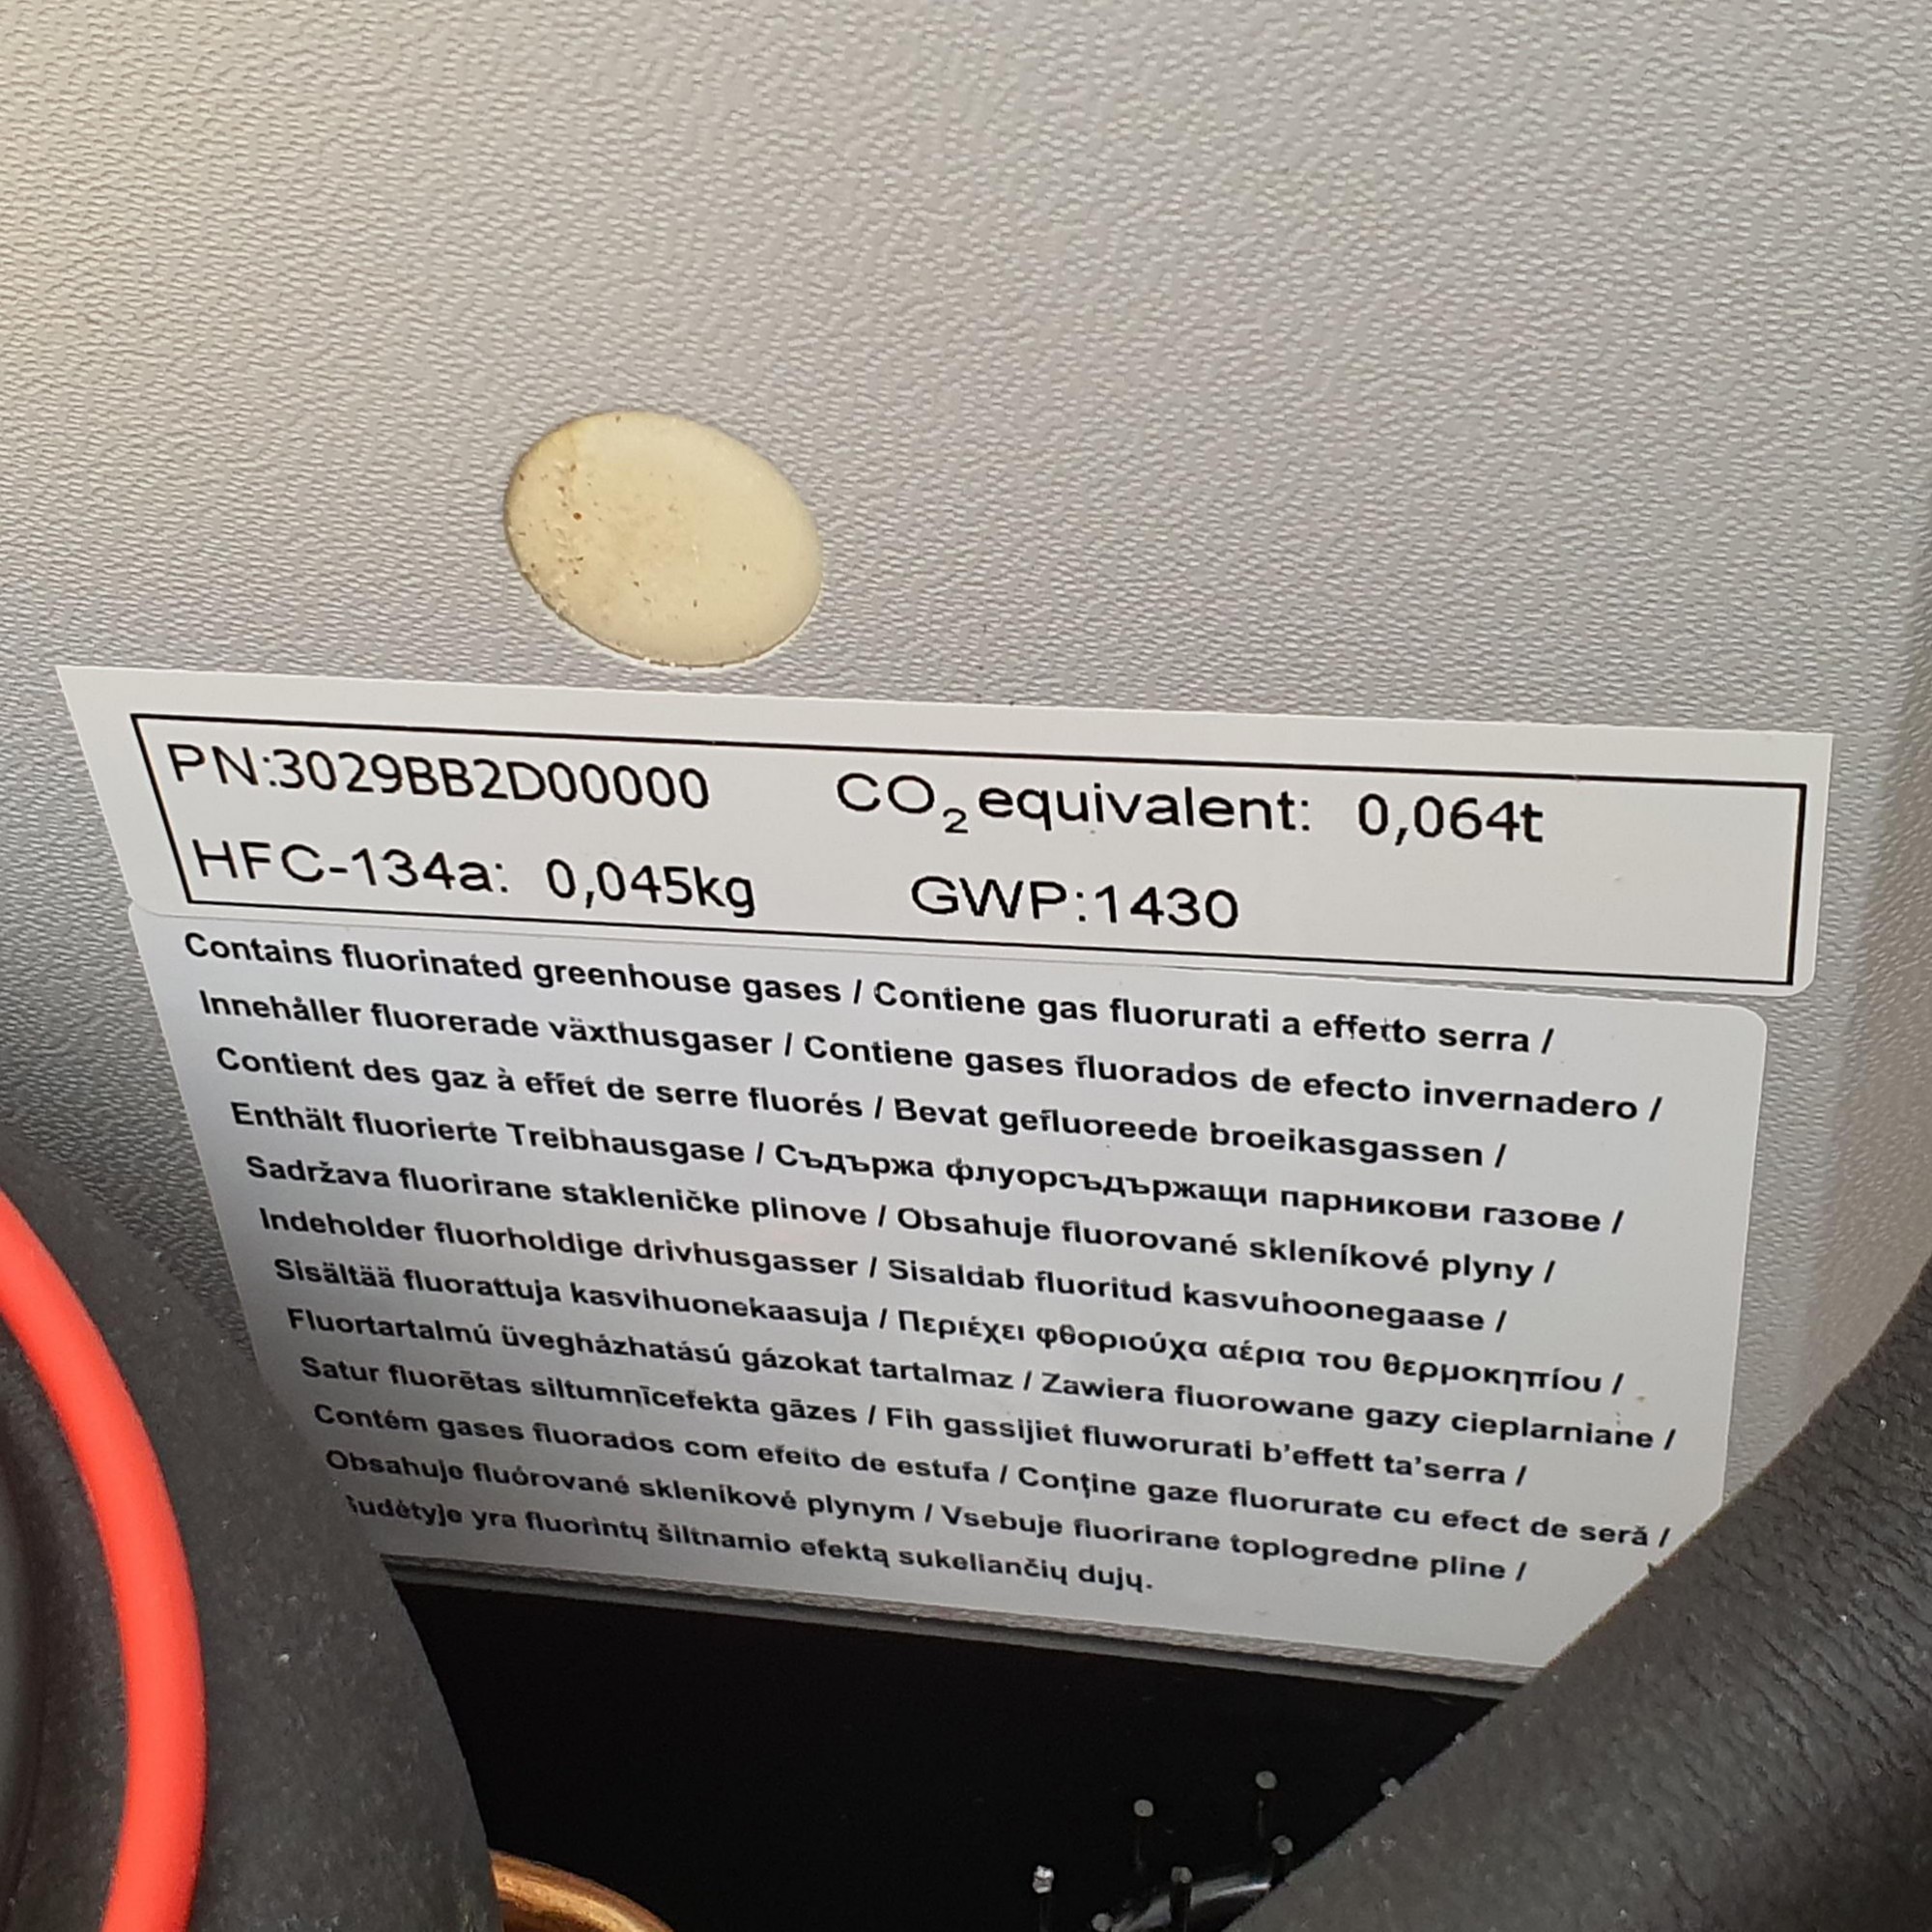 PN:3029BB2D00000 CO₂ equivalent: 0,064t
HFC-134a: 0,045kg GWP:1430
Contains fluorinated greenhouse gases / Contiene gas fluorurati a effetto serra /
Innehåller fluorerade växthusgaser / Contiene gases fluorados de efecto invernadero /
Contient des gaz à effet de serre fluorés / Bevat gefluoreede broeikasgassen /
Enthält fluorierte Treibhausgase / Съдържа флуорсъдържащи парникови газове /
Sadržava fluorirane stakleničke plinove / Obsahuje fluorované skleníkové plyny /
Indeholder fluorholdige drivhusgasser / Sisaldab fluoritud kasvuhoonegaase /
Sisältää fluorattuja kasvihuonekaasuja / Περιέχει φθοριούχα αέρια του θερμοκηπίου /
Fluortartalmú üvegházhatású gázokat tartalmaz / Zawiera fluorowane gazy cieplarniane /
Satur fluorētas siltumnīcefekta gāzes / Fih gassijiet fluworurati b'effett ta'serra /
Contém gases fluorados com efeito de estufa / Conţine gaze fluorurate cu efect de seră /
Obsahuje fluórované skleníkové plynym / Vsebuje fluorirane toplogredne pline /
yra fluorintų šiltnamio efektą sukeliančių dujų.